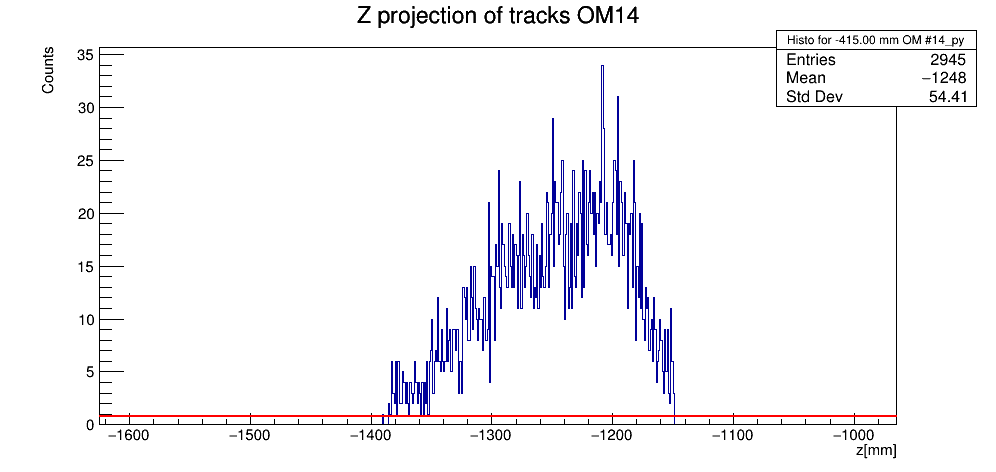 Z projection of tracks OM14
Histo for -415.00 mm OM #14_py
Entries 2945
Mean −1248
Std Dev 54.41
Counts
35
30
25
20
15
10
5
0
−1600 −1500 −1400 −1300 −1200 −1100 −1000
z[mm]